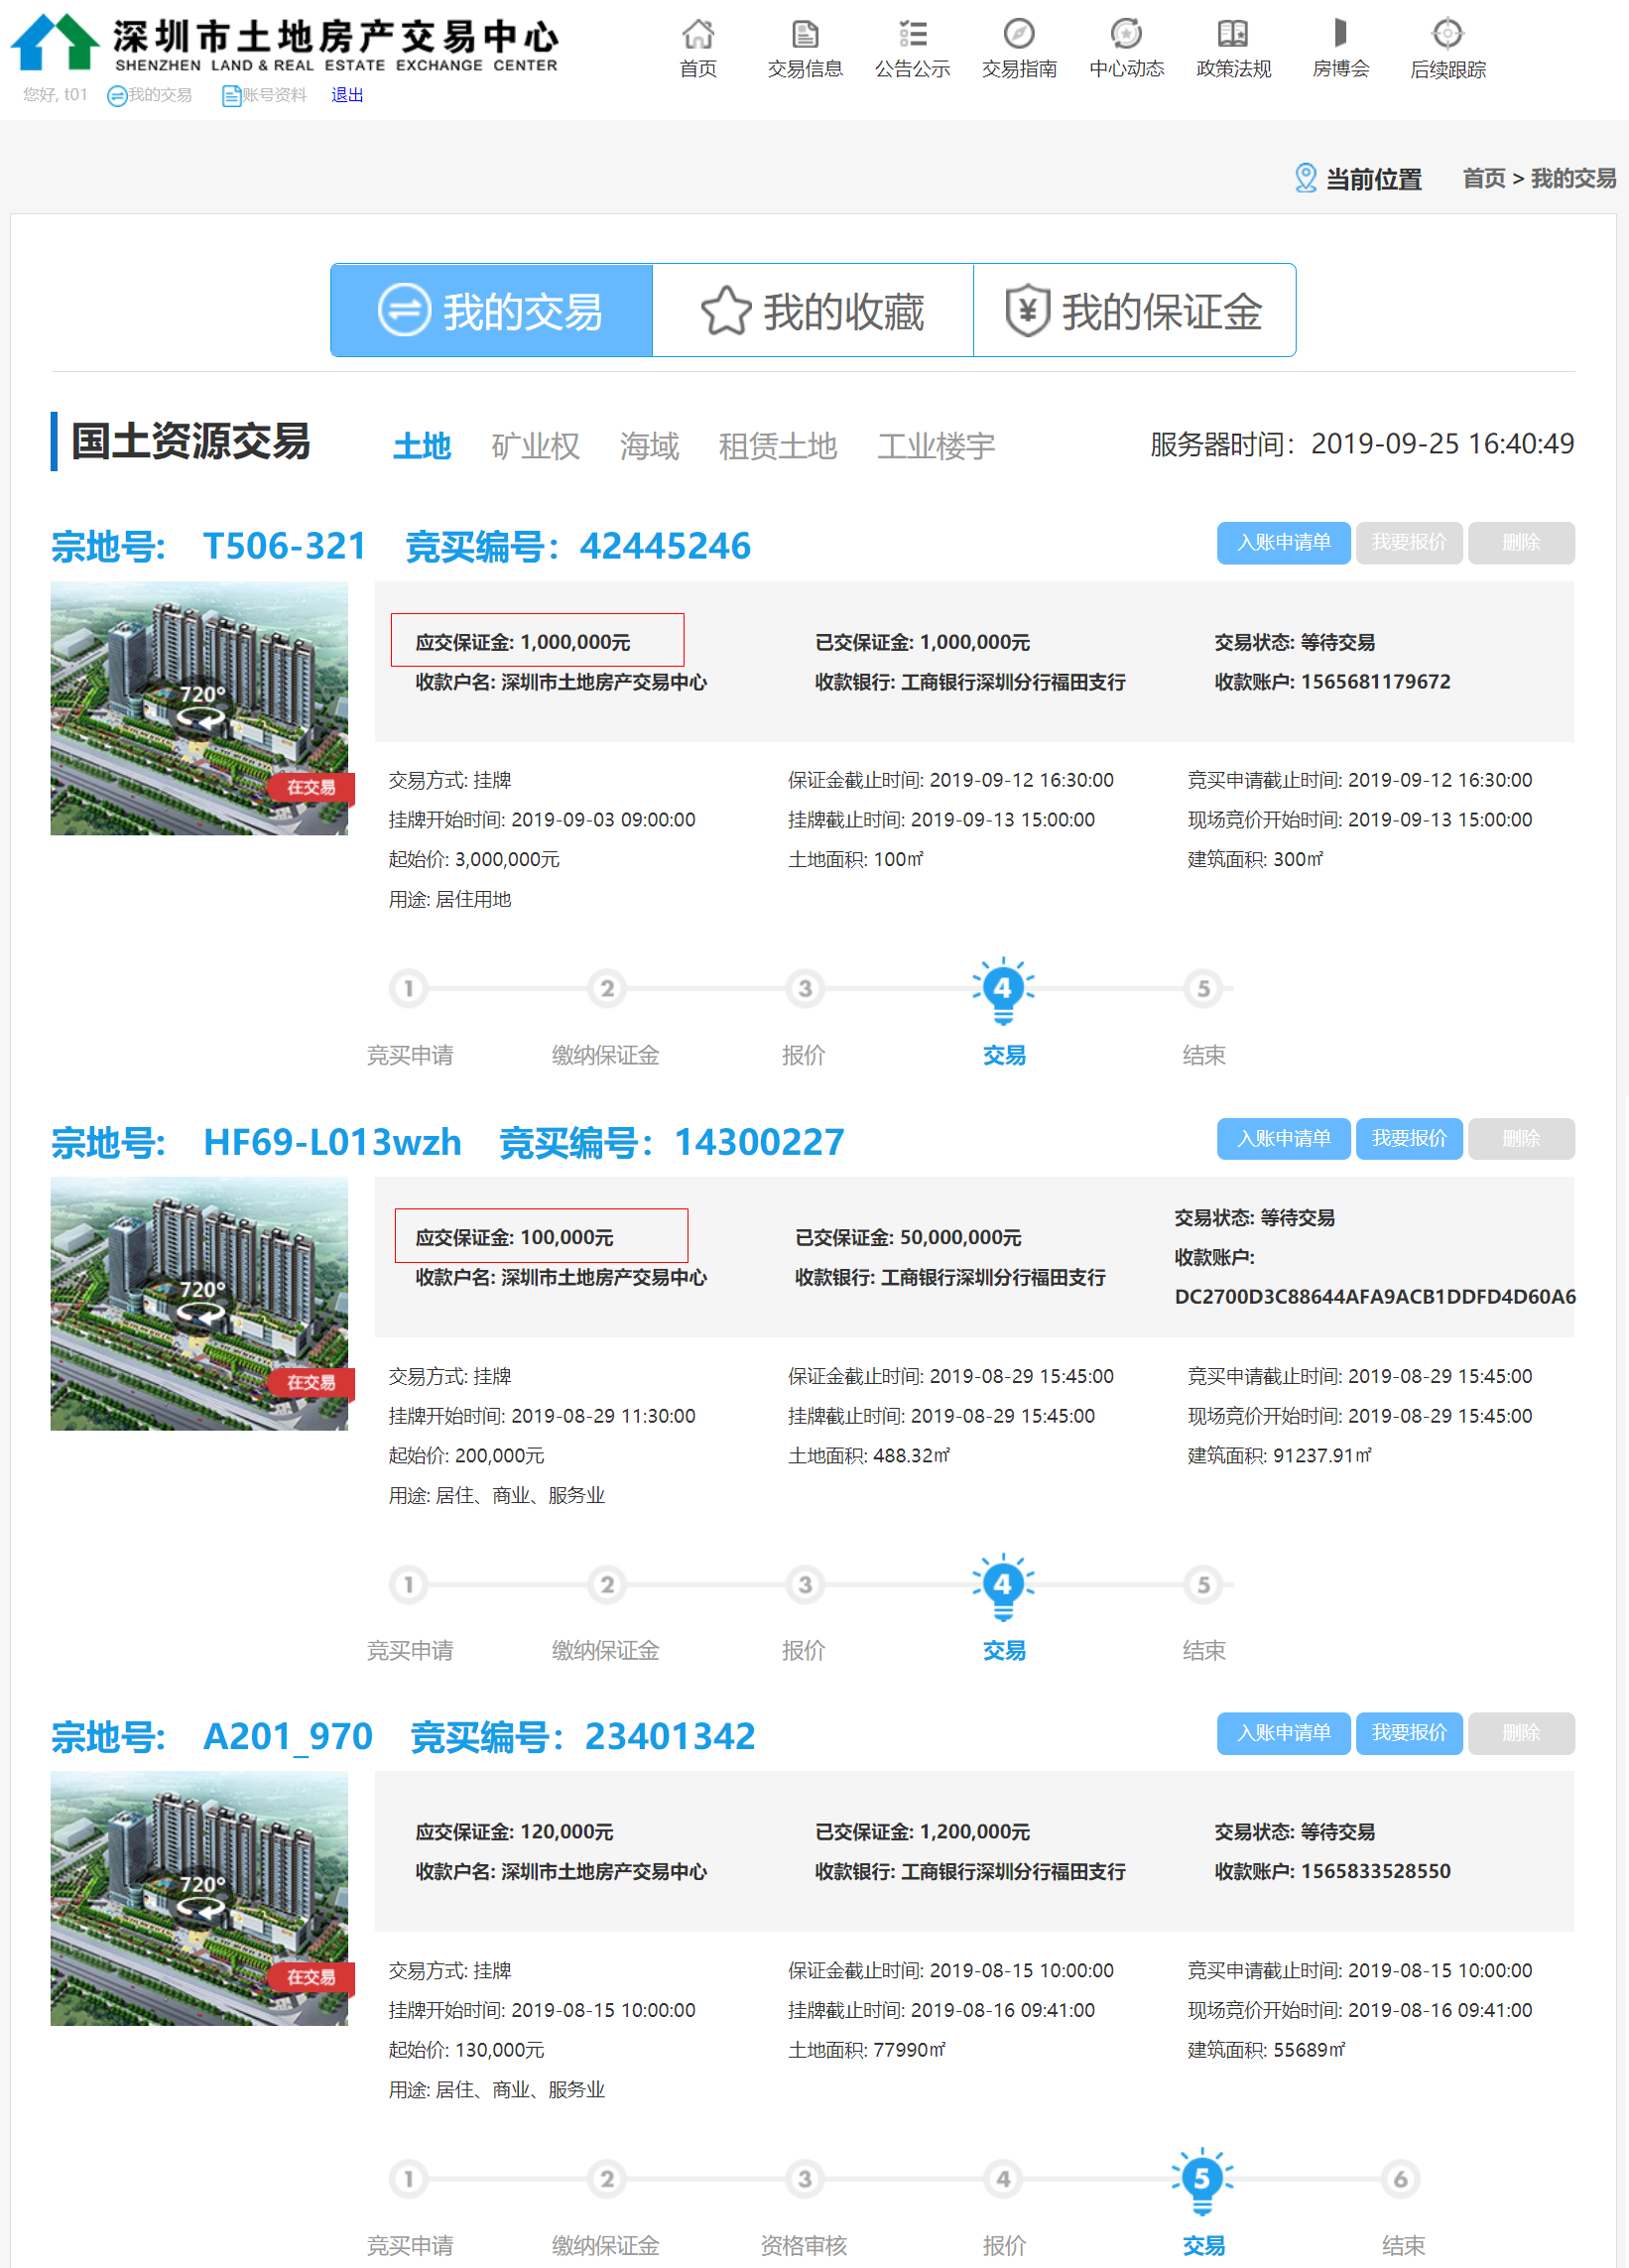 深圳市土地房产交易中心
SHENZHEN LAND & REAL ESTATE EXCHANGE CENTER
首页 交易信息 公告公示 交易指南 中心动态 政策法规 房博会 后续跟踪
您好, t01 我的交易 账号资料 退出
当前位置 首页 > 我的交易
我的交易 我的收藏 我的保证金
国土资源交易 土地 矿业权 海域 租赁土地 工业楼宇 服务器时间：2019-09-25 16:40:49
宗地号: T506-321 竞买编号：42445246 入账申请单 我要报价 删除
应交保证金: 1,000,000元 已交保证金: 1,000,000元 交易状态: 等待交易
收款户名: 深圳市土地房产交易中心 收款银行: 工商银行深圳分行福田支行 收款账户: 1565681179672
720°
在交易
交易方式: 挂牌 保证金截止时间: 2019-09-12 16:30:00 竞买申请截止时间: 2019-09-12 16:30:00
挂牌开始时间: 2019-09-03 09:00:00 挂牌截止时间: 2019-09-13 15:00:00 现场竞价开始时间: 2019-09-13 15:00:00
起始价: 3,000,000元 土地面积: 100㎡ 建筑面积: 300㎡
用途: 居住用地
1 2 3 4 5
竞买申请 缴纳保证金 报价 交易 结束
宗地号: HF69-L013wzh 竞买编号：14300227 入账申请单 我要报价 删除
应交保证金: 100,000元 已交保证金: 50,000,000元 交易状态: 等待交易
收款户名: 深圳市土地房产交易中心 收款银行: 工商银行深圳分行福田支行 收款账户:
DC2700D3C88644AFA9ACB1DDFD4D60A6
720°
在交易
交易方式: 挂牌 保证金截止时间: 2019-08-29 15:45:00 竞买申请截止时间: 2019-08-29 15:45:00
挂牌开始时间: 2019-08-29 11:30:00 挂牌截止时间: 2019-08-29 15:45:00 现场竞价开始时间: 2019-08-29 15:45:00
起始价: 200,000元 土地面积: 488.32㎡ 建筑面积: 91237.91㎡
用途: 居住、商业、服务业
1 2 3 4 5
竞买申请 缴纳保证金 报价 交易 结束
宗地号: A201_970 竞买编号：23401342 入账申请单 我要报价 删除
应交保证金: 120,000元 已交保证金: 1,200,000元 交易状态: 等待交易
收款户名: 深圳市土地房产交易中心 收款银行: 工商银行深圳分行福田支行 收款账户: 1565833528550
720°
在交易
交易方式: 挂牌 保证金截止时间: 2019-08-15 10:00:00 竞买申请截止时间: 2019-08-15 10:00:00
挂牌开始时间: 2019-08-15 10:00:00 挂牌截止时间: 2019-08-16 09:41:00 现场竞价开始时间: 2019-08-16 09:41:00
起始价: 130,000元 土地面积: 77990㎡ 建筑面积: 55689㎡
用途: 居住、商业、服务业
1 2 3 4 5 6
竞买申请 缴纳保证金 资格审核 报价 交易 结束